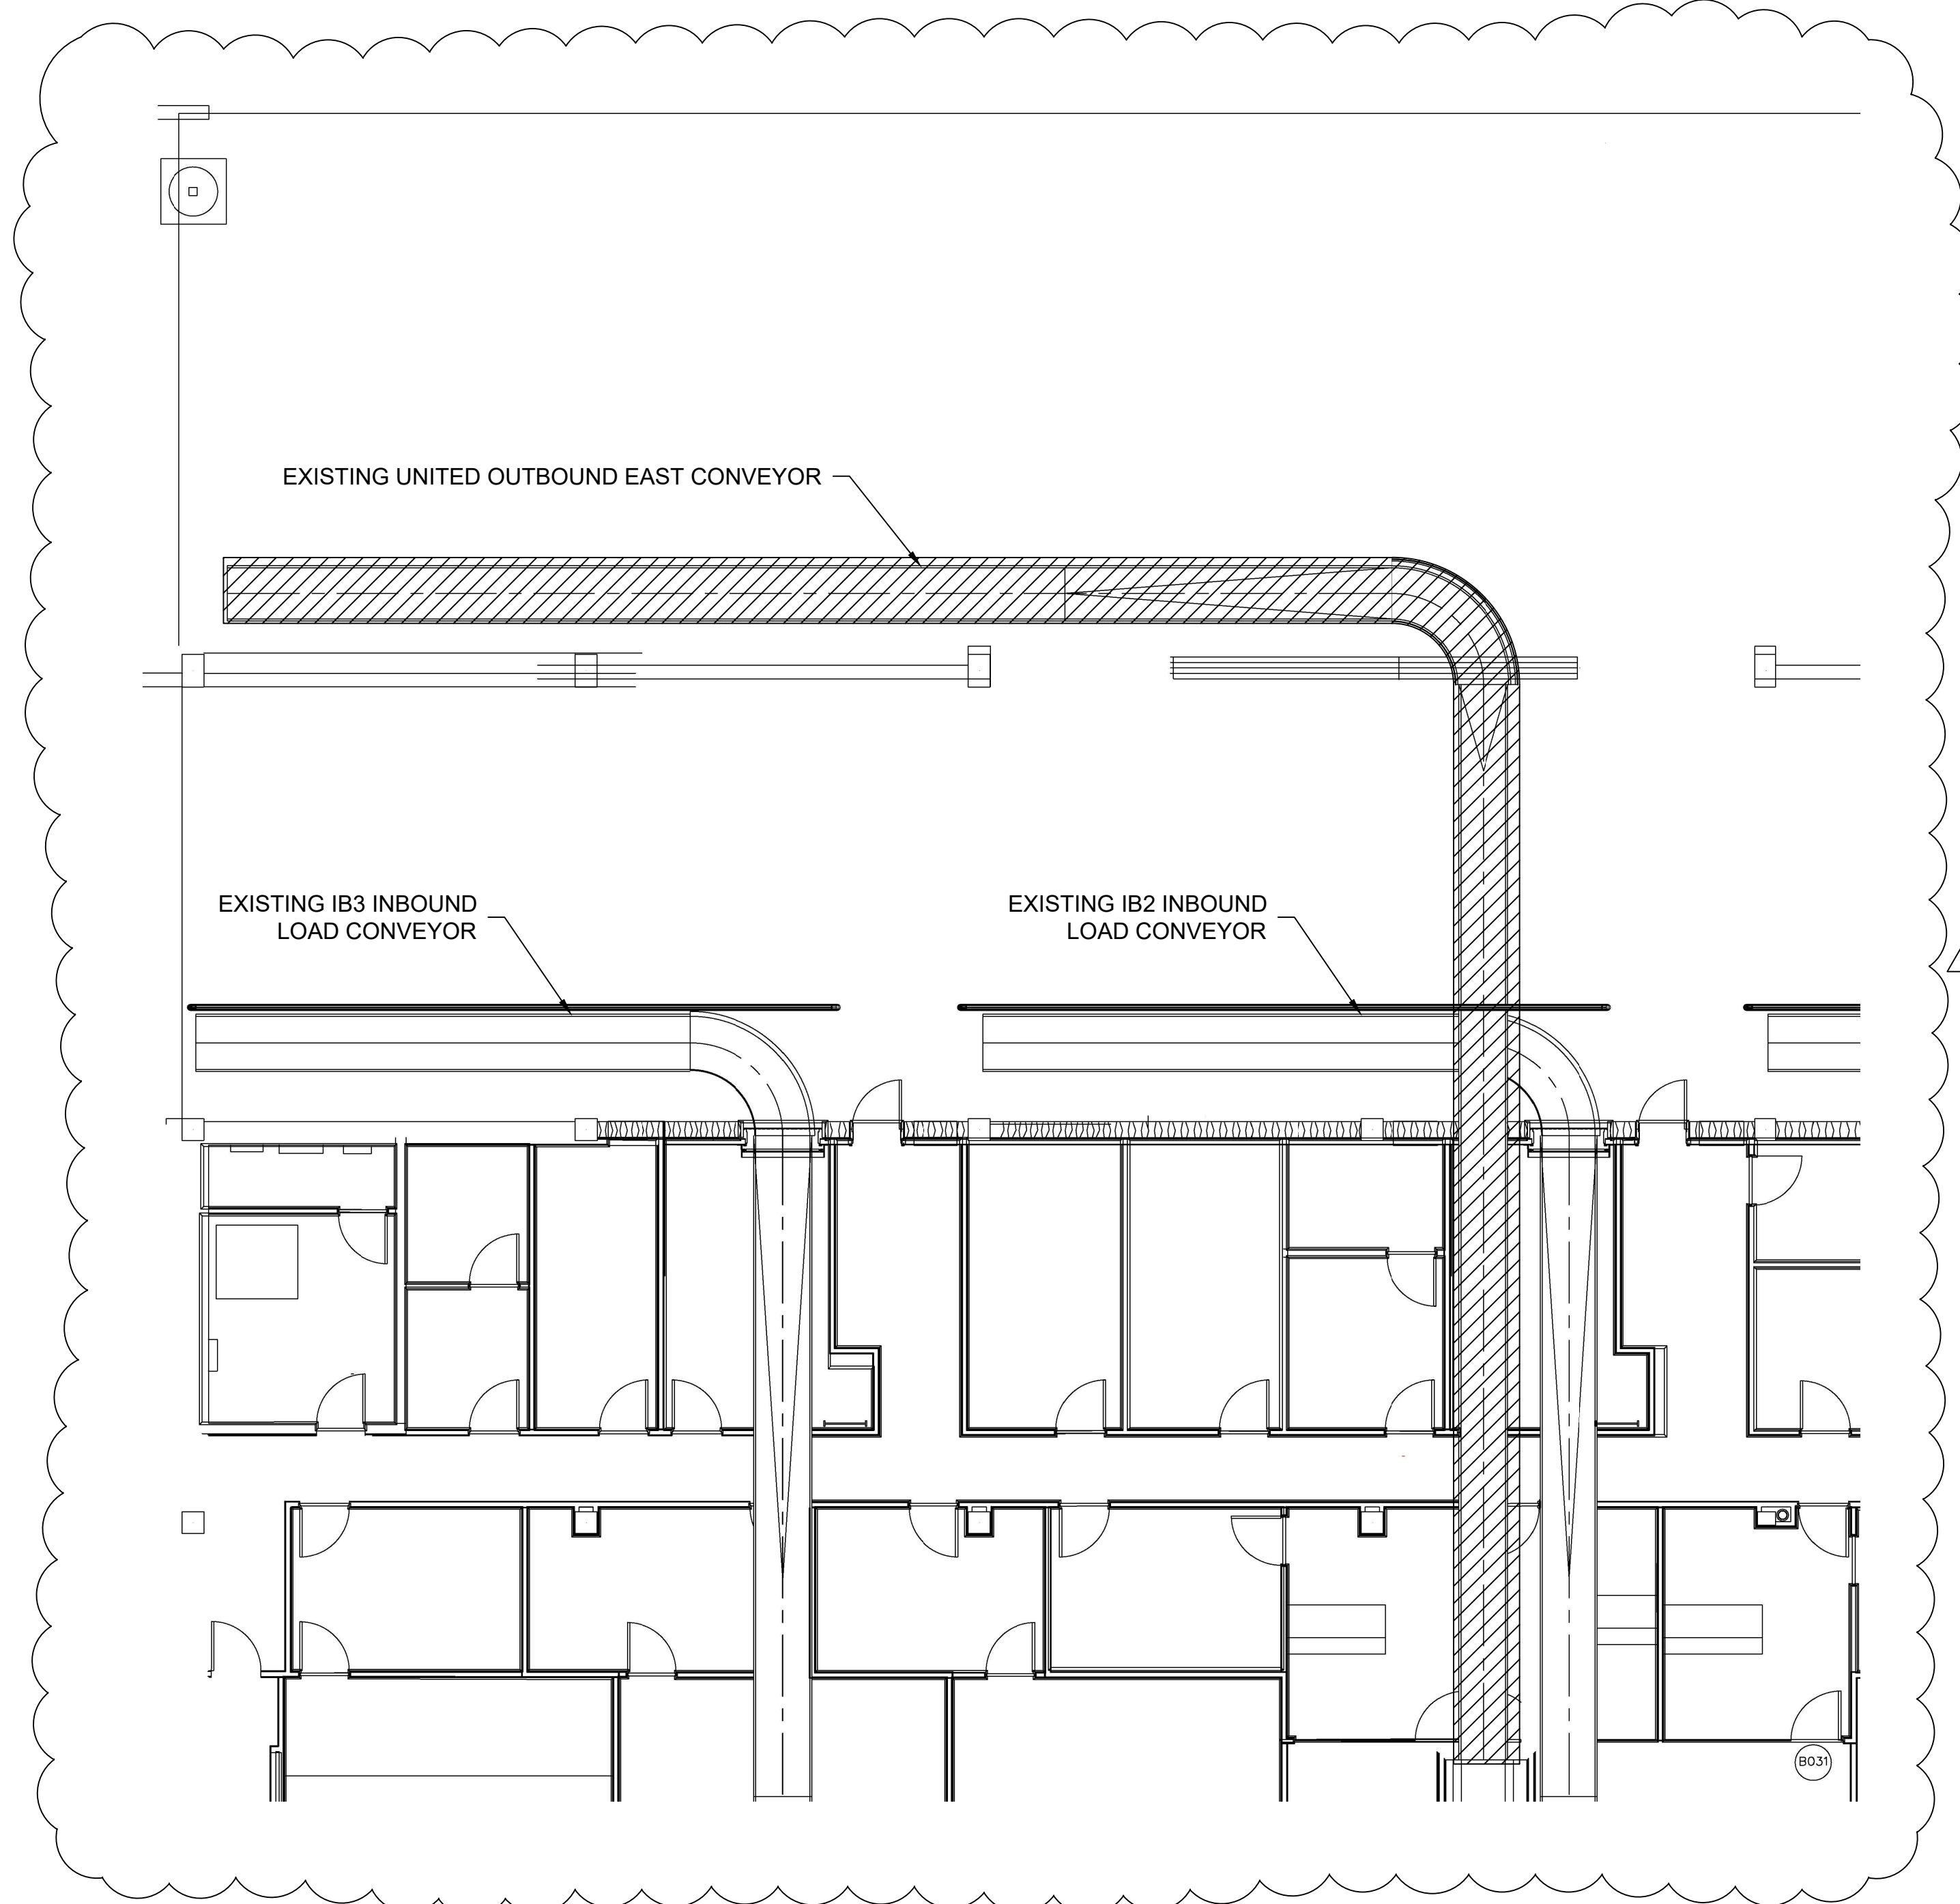 EXISTING UNITED OUTBOUND EAST CONVEYOR
EXISTING IB3 INBOUND
LOAD CONVEYOR
EXISTING IB2 INBOUND
LOAD CONVEYOR
B031